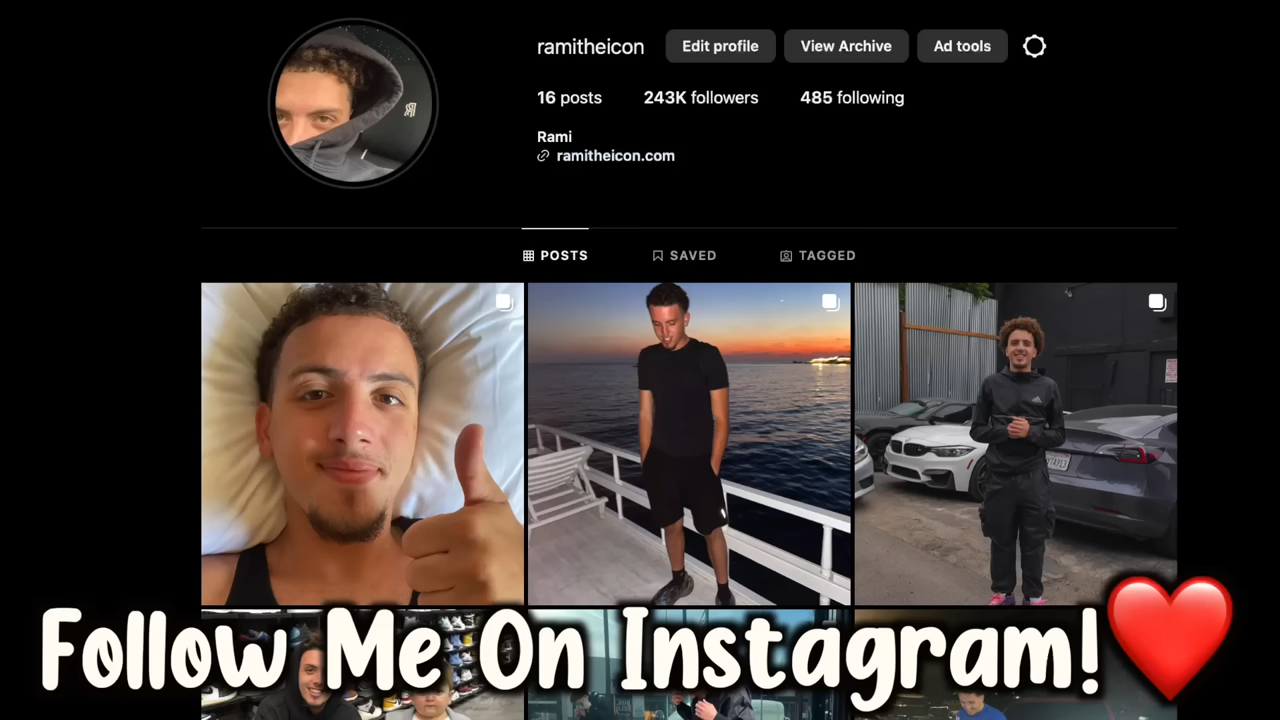 ramitheicon Edit profile View Archive Ad tools
16 posts 243K followers 485 following
Rami
ramitheicon.com
POSTS SAVED TAGGED
Follow Me On Instagram!